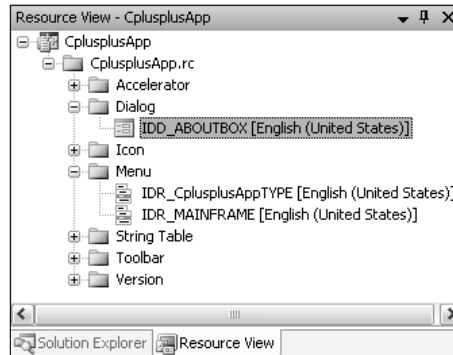 Resource View - CplusplusApp
CplusplusApp
CplusplusApp.rc
Accelerator
Dialog
IDD_ABOUTBOX [English (United States)]
Icon
Menu
IDR_CplusplusAppTYPE [English (United States)]
IDR_MAINFRAME [English (United States)]
String Table
Toolbar
Version
Solution Explorer Resource View